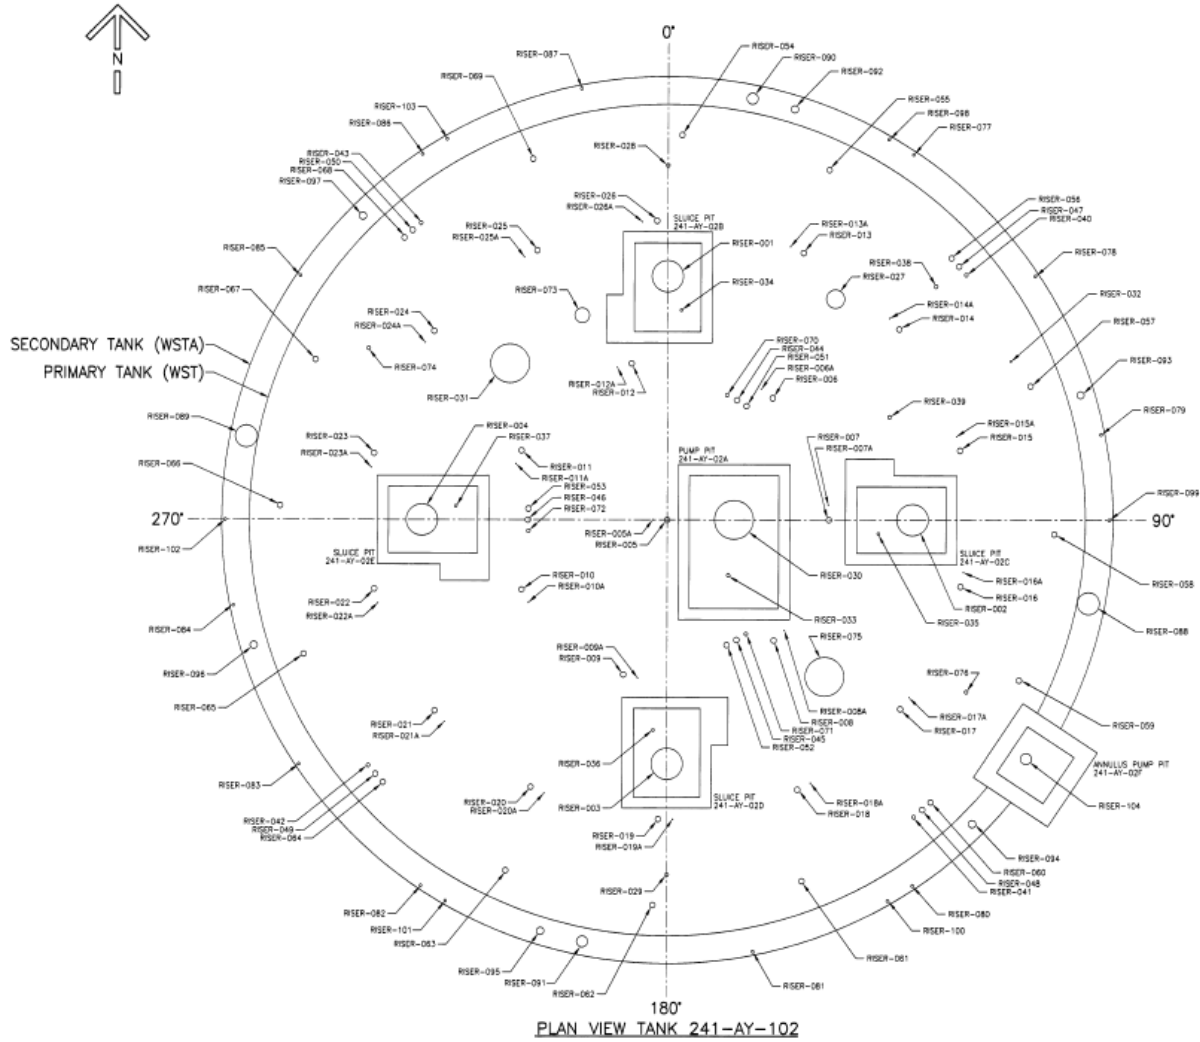 N
0°
RISER-054
RISER-090
RISER-087
RISER-092
RISER-069
RISER-055
RISER-098
RISER-077
RISER-103
RISER-086
RISER-028
RISER-043
RISER-050
RISER-068
RISER-097
RISER-056
RISER-047
RISER-040
RISER-026
RISER-026A
SLUICE PIT
241-AY-02B
RISER-025
RISER-025A
RISER-013A
RISER-013
RISER-001
RISER-078
RISER-085
RISER-038
RISER-027
RISER-034
RISER-067
RISER-073
RISER-032
RISER-014A
RISER-014
RISER-057
RISER-024
RISER-024A
SECONDARY TANK (WSTA)
PRIMARY TANK (WST)
RISER-074
RISER-070
RISER-044
RISER-051
RISER-006A
RISER-006
RISER-093
RISER-012A
RISER-012
RISER-031
RISER-039
RISER-079
RISER-089
RISER-004
RISER-037
RISER-023
RISER-023A
RISER-007
RISER-007A
RISER-015A
RISER-015
PUMP PIT
241-AY-02A
RISER-066
RISER-011
RISER-011A
RISER-053
RISER-046
RISER-072
RISER-099
270°
90°
RISER-005A
RISER-005
RISER-102
SLUICE PIT
241-AY-02E
SLUICE PIT
241-AY-02C
RISER-030
RISER-058
RISER-010
RISER-010A
RISER-016A
RISER-016
RISER-022
RISER-022A
RISER-002
RISER-033
RISER-035
RISER-088
RISER-084
RISER-075
RISER-096
RISER-009A
RISER-009
RISER-076
RISER-065
RISER-008A
RISER-008
RISER-071
RISER-045
RISER-052
RISER-017A
RISER-017
RISER-059
RISER-021
RISER-021A
RISER-036
ANNULUS PUMP PIT
241-AY-02F
RISER-083
RISER-020
RISER-020A
RISER-003
SLUICE PIT
241-AY-02D
RISER-018A
RISER-018
RISER-104
RISER-042
RISER-049
RISER-064
RISER-019
RISER-019A
RISER-094
RISER-060
RISER-048
RISER-041
RISER-029
RISER-082
RISER-101
RISER-063
RISER-080
RISER-100
RISER-061
RISER-095
RISER-091
RISER-062
RISER-081
180°
PLAN VIEW TANK 241-AY-102